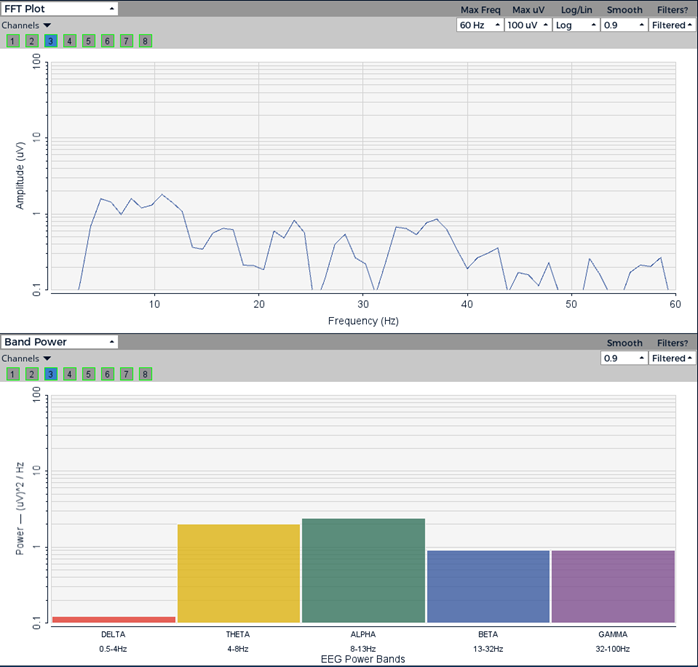 FFT Plot
Max Freq Max uV Log/Lin Smooth Filters?
Channels 60 Hz 100 uV Log 0.9 Filtered
1 2 3 4 5 6 7 8
100
10
1
0.1
Amplitude (uV)
10 20 30 40 50 60
Frequency (Hz)
Band Power
Smooth Filters?
Channels 0.9 Filtered
1 2 3 4 5 6 7 8
100
10
1
0.1
Power — (uV)^2 / Hz
DELTA THETA ALPHA BETA GAMMA
0.5-4Hz 4-8Hz 8-13Hz 13-32Hz 32-100Hz
EEG Power Bands